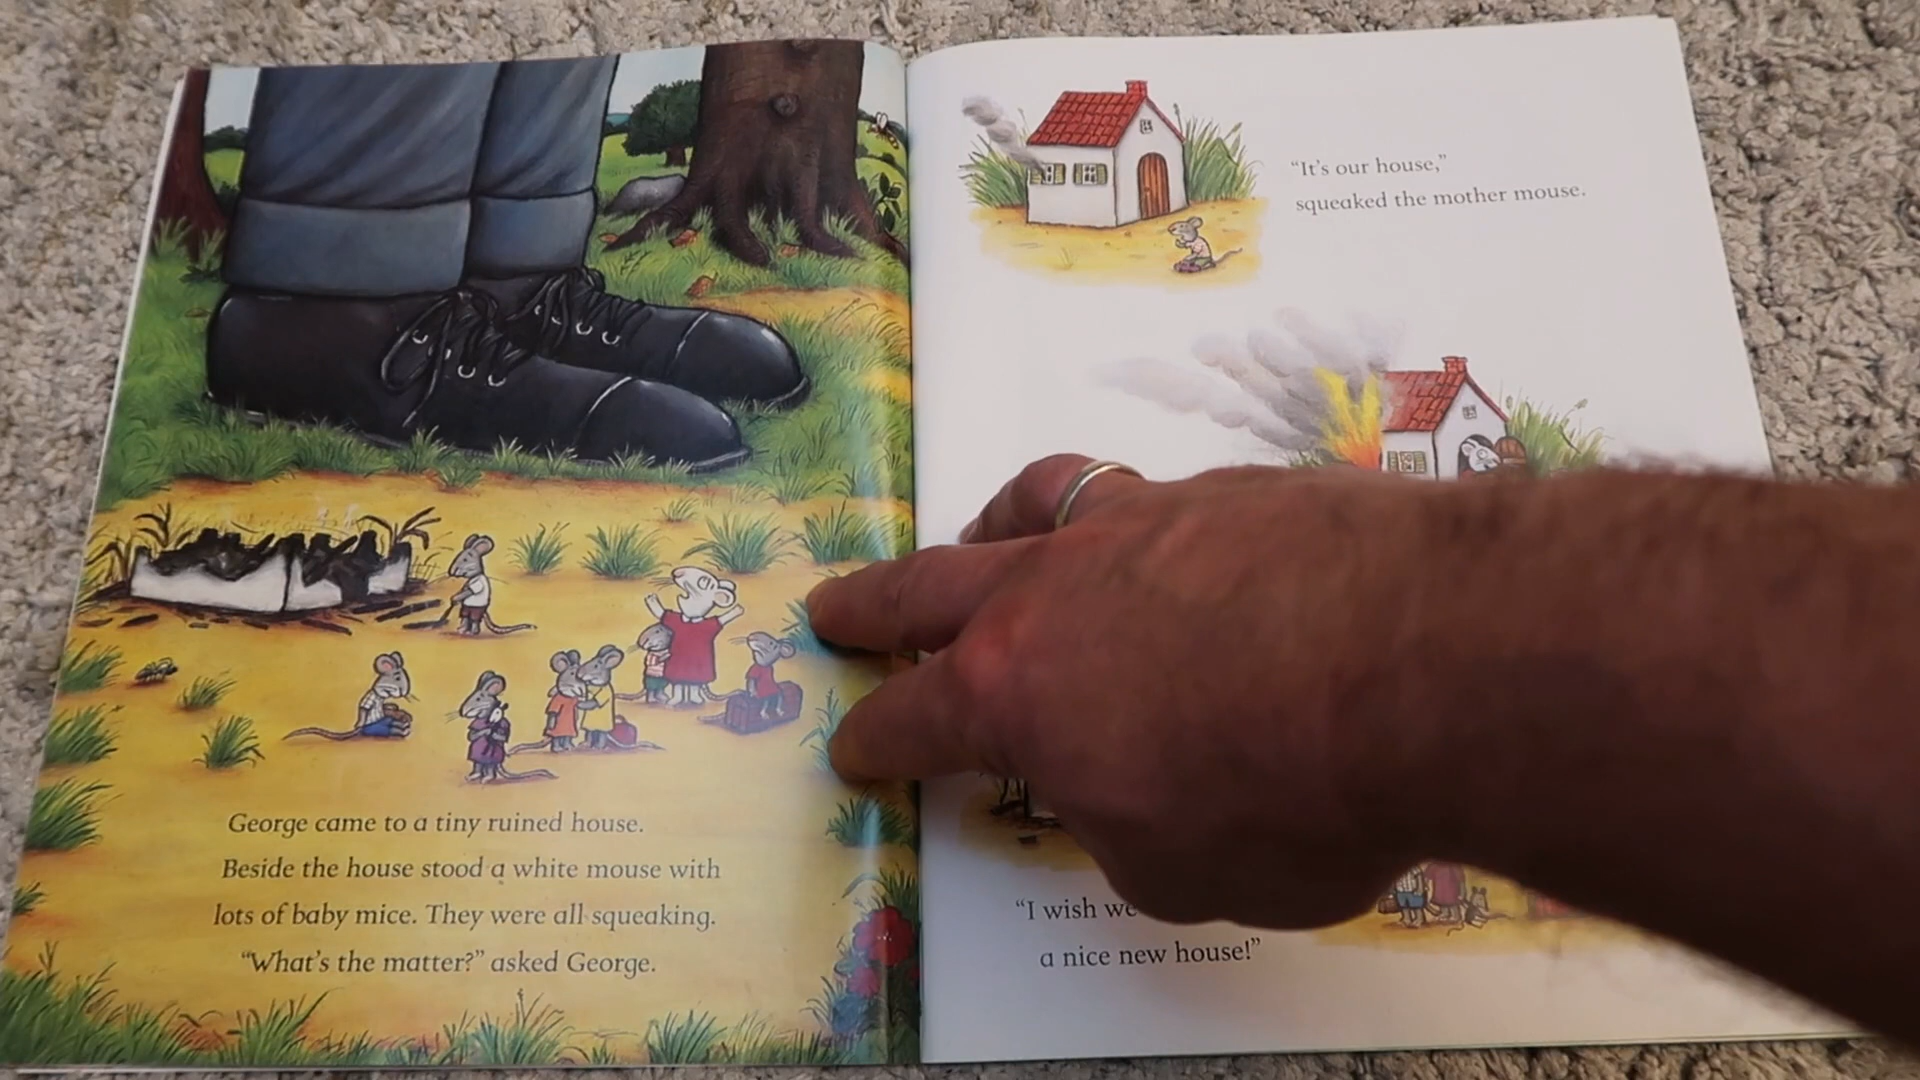 George came to a tiny ruined house.
Beside the house stood a white mouse with
lots of baby mice. They were all squeaking.
"What's the matter?" asked George.
"It's our house,"
squeaked the mother mouse.
"I wish we
a nice new house!"